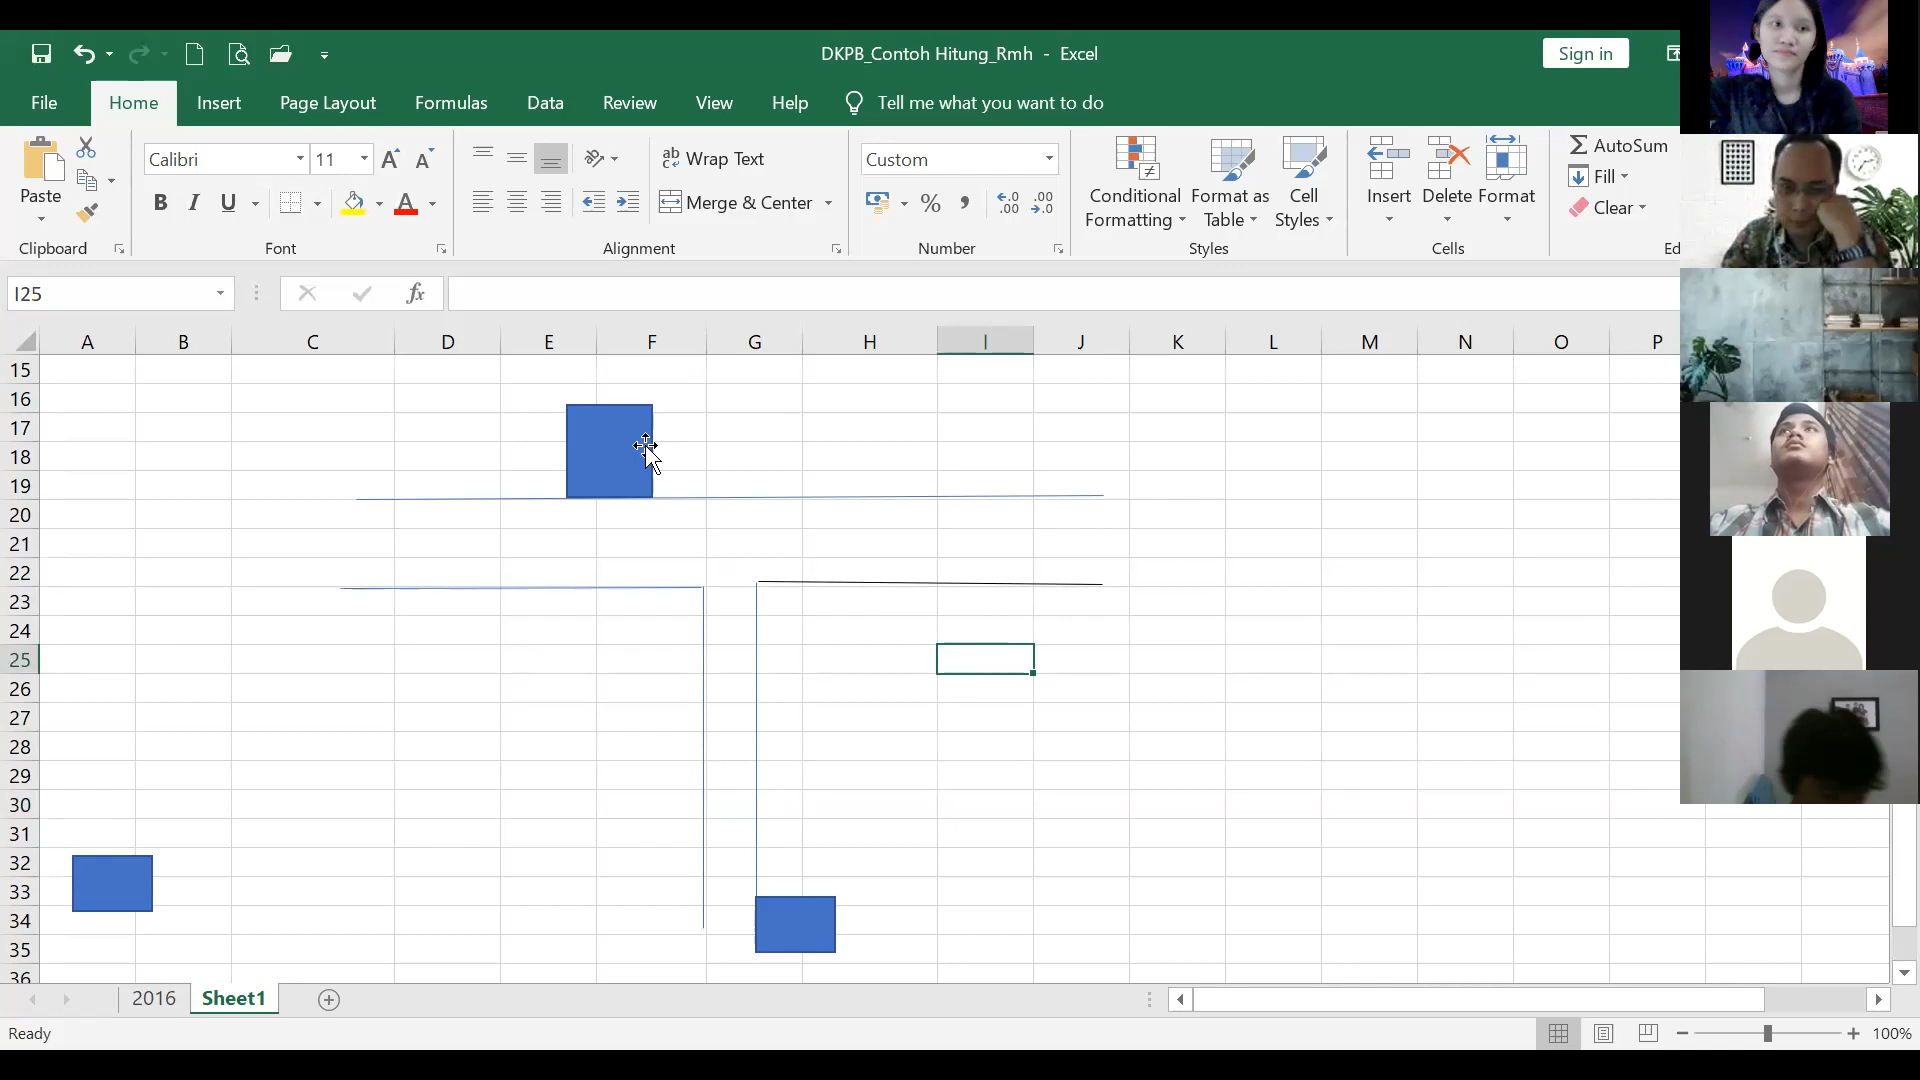 DKPB_Contoh Hitung_Rmh - Excel
Sign in
File Home Insert Page Layout Formulas Data Review View Help Tell me what you want to do
Calibri 11
Wrap Text
Custom
AutoSum
Fill
Clear
Paste
B I U
A
Merge & Center
%
Conditional Formatting
Format as Table
Cell Styles
Insert Delete Format
Clipboard Font Alignment Number Styles Cells Ed
I25
fx
A B C D E F G H I J K L M N O P
15
16
17
18
19
20
21
22
23
24
25
26
27
28
29
30
31
32
33
34
35
36
2016 Sheet1
Ready
100%